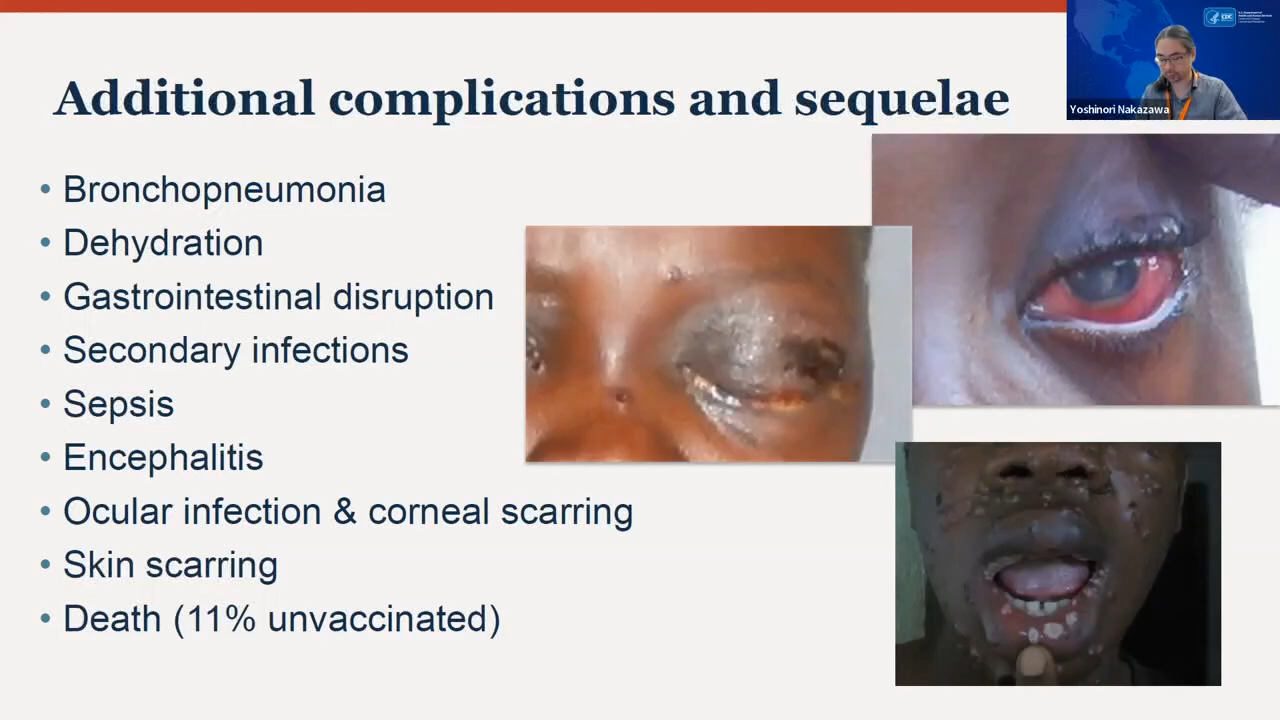 Additional complications and sequelae
• Bronchopneumonia
• Dehydration
• Gastrointestinal disruption
• Secondary infections
• Sepsis
• Encephalitis
• Ocular infection & corneal scarring
• Skin scarring
• Death (11% unvaccinated)
Yoshinori Nakazawa
CDC